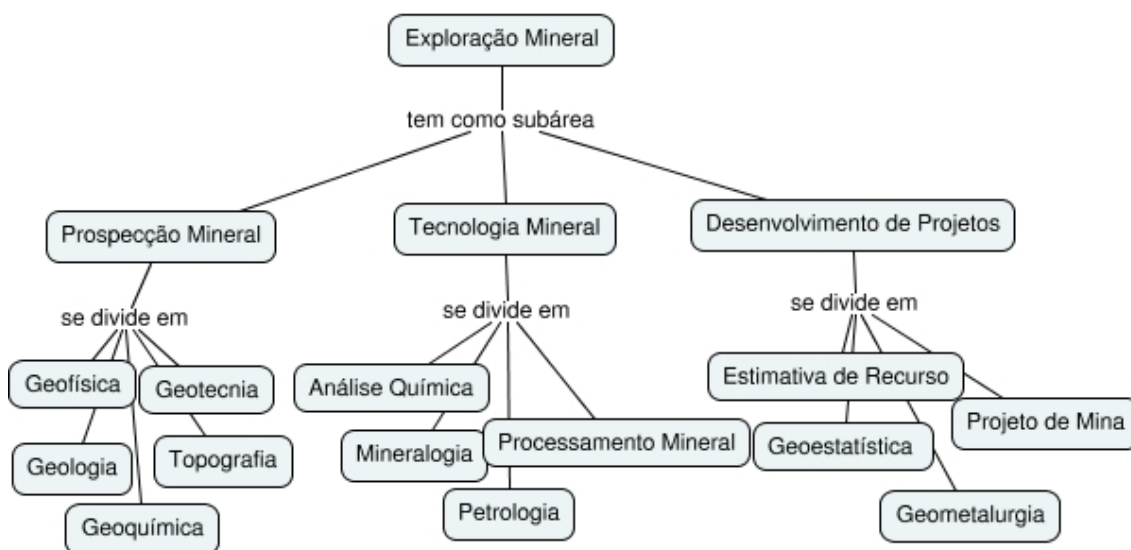 Exploração Mineral
tem como subárea
Prospecção Mineral
Tecnologia Mineral
Desenvolvimento de Projetos
se divide em
se divide em
se divide em
Geofísica
Geotecnia
Geologia
Topografia
Geoquímica
Análise Química
Mineralogia
Processamento Mineral
Petrologia
Estimativa de Recurso
Projeto de Mina
Geoestatística
Geometalurgia